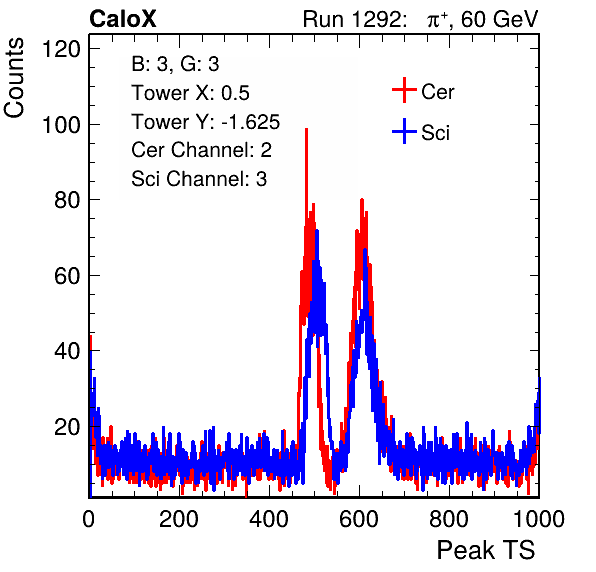 CaloX Run 1292: π⁺, 60 GeV
B: 3, G: 3
Tower X: 0.5
Tower Y: -1.625
Cer Channel: 2
Sci Channel: 3
Cer
Sci
Counts
120
100
80
60
40
20
0 200 400 600 800 1000
Peak TS